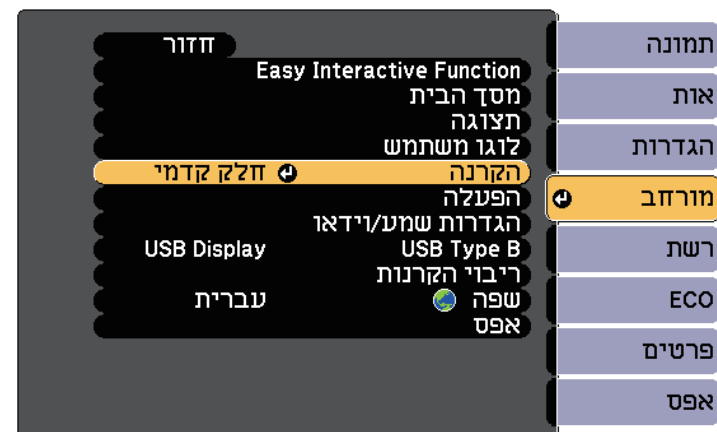 תמונה
אות
הגדרות
מורחב
רשת
ECO
פרטים
אפס
חזור
Easy Interactive Function
מסך הבית
תצוגה
לוגו משתמש
הקרנה חלק קדמי
הפעלה
הגדרות שמע/וידאו
USB Type B USB Display
ריבוי הקרנות
שפה עברית
אפס